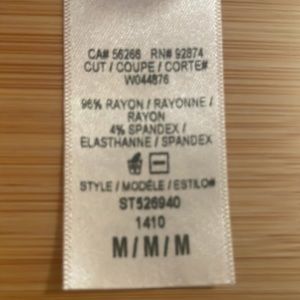 CA# 56266 RN# 92874
CUT / COUPE / CORTE#
W044876
96% RAYON / RAYONNE /
RAYON
4% SPANDEX /
ELASTHANNE / SPANDEX
STYLE / MODÈLE / ESTILO#
ST526940
1410
M / M / M